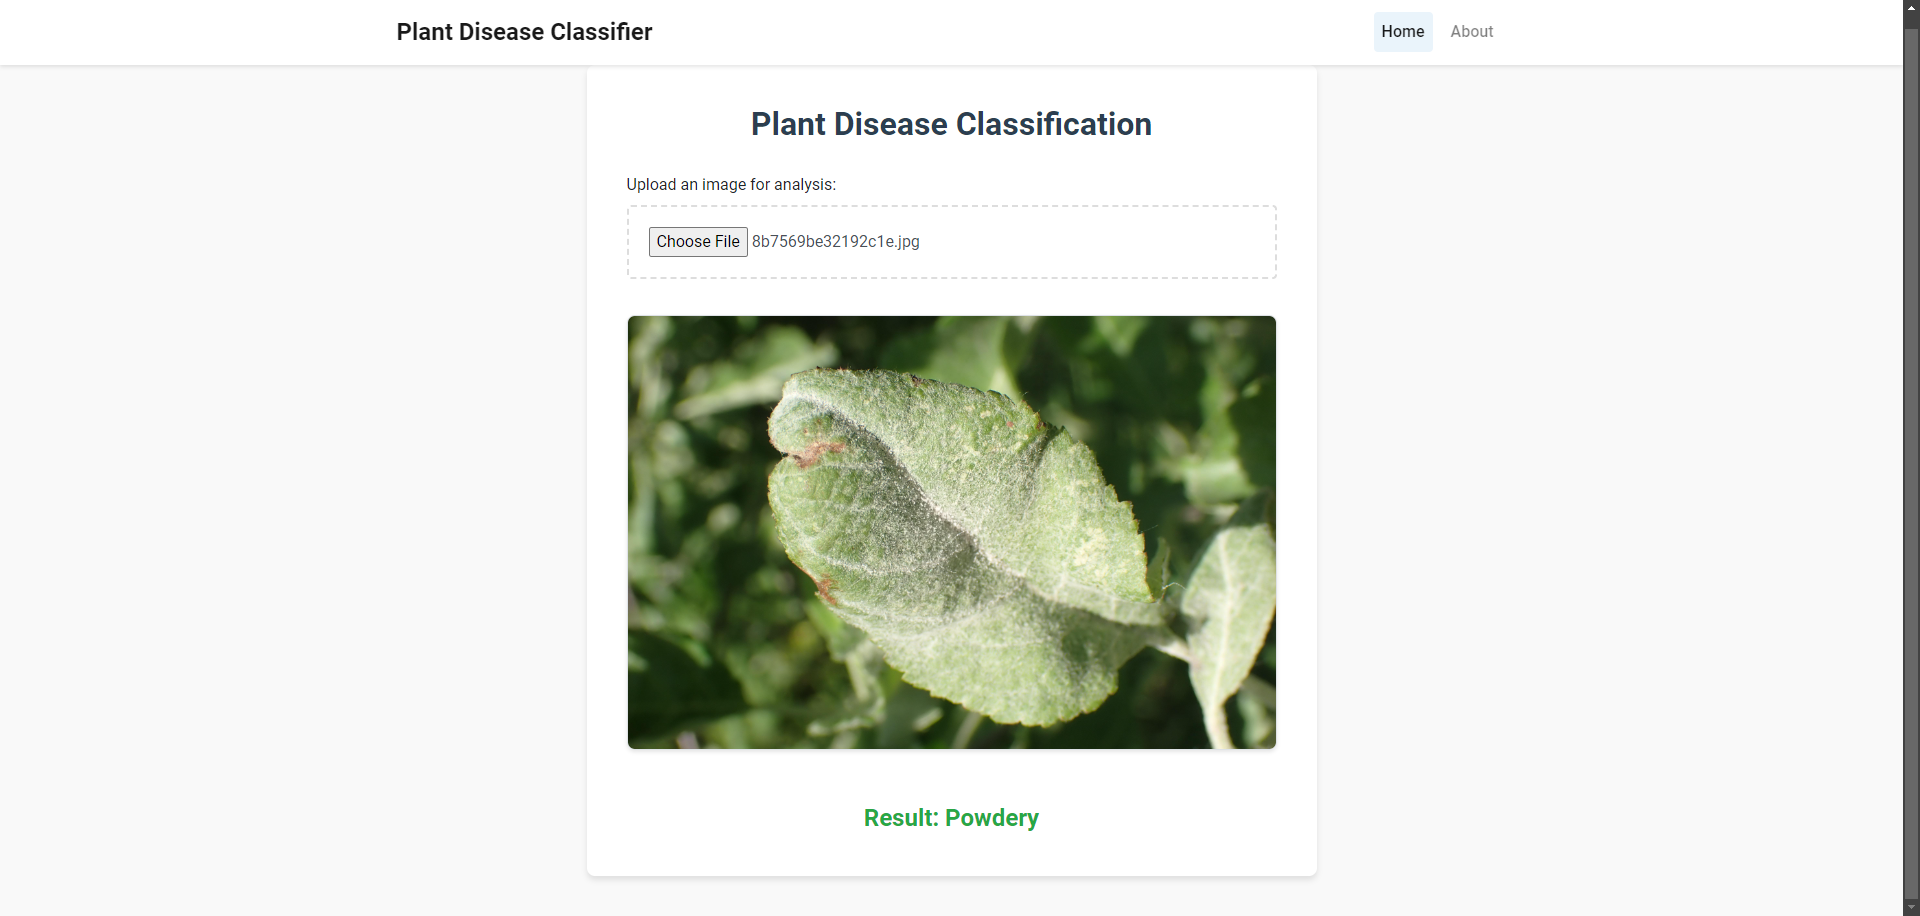 Plant Disease Classifier
Home
About
Plant Disease Classification
Upload an image for analysis:
Choose File 8b7569be32192c1e.jpg
Result: Powdery